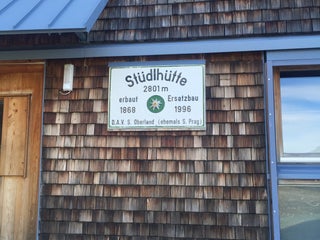 Stüdlhütte
2801 m
erbaut Ersatzbau
1868 1996
D.A.V. S. Oberland (ehemals S. Prag)